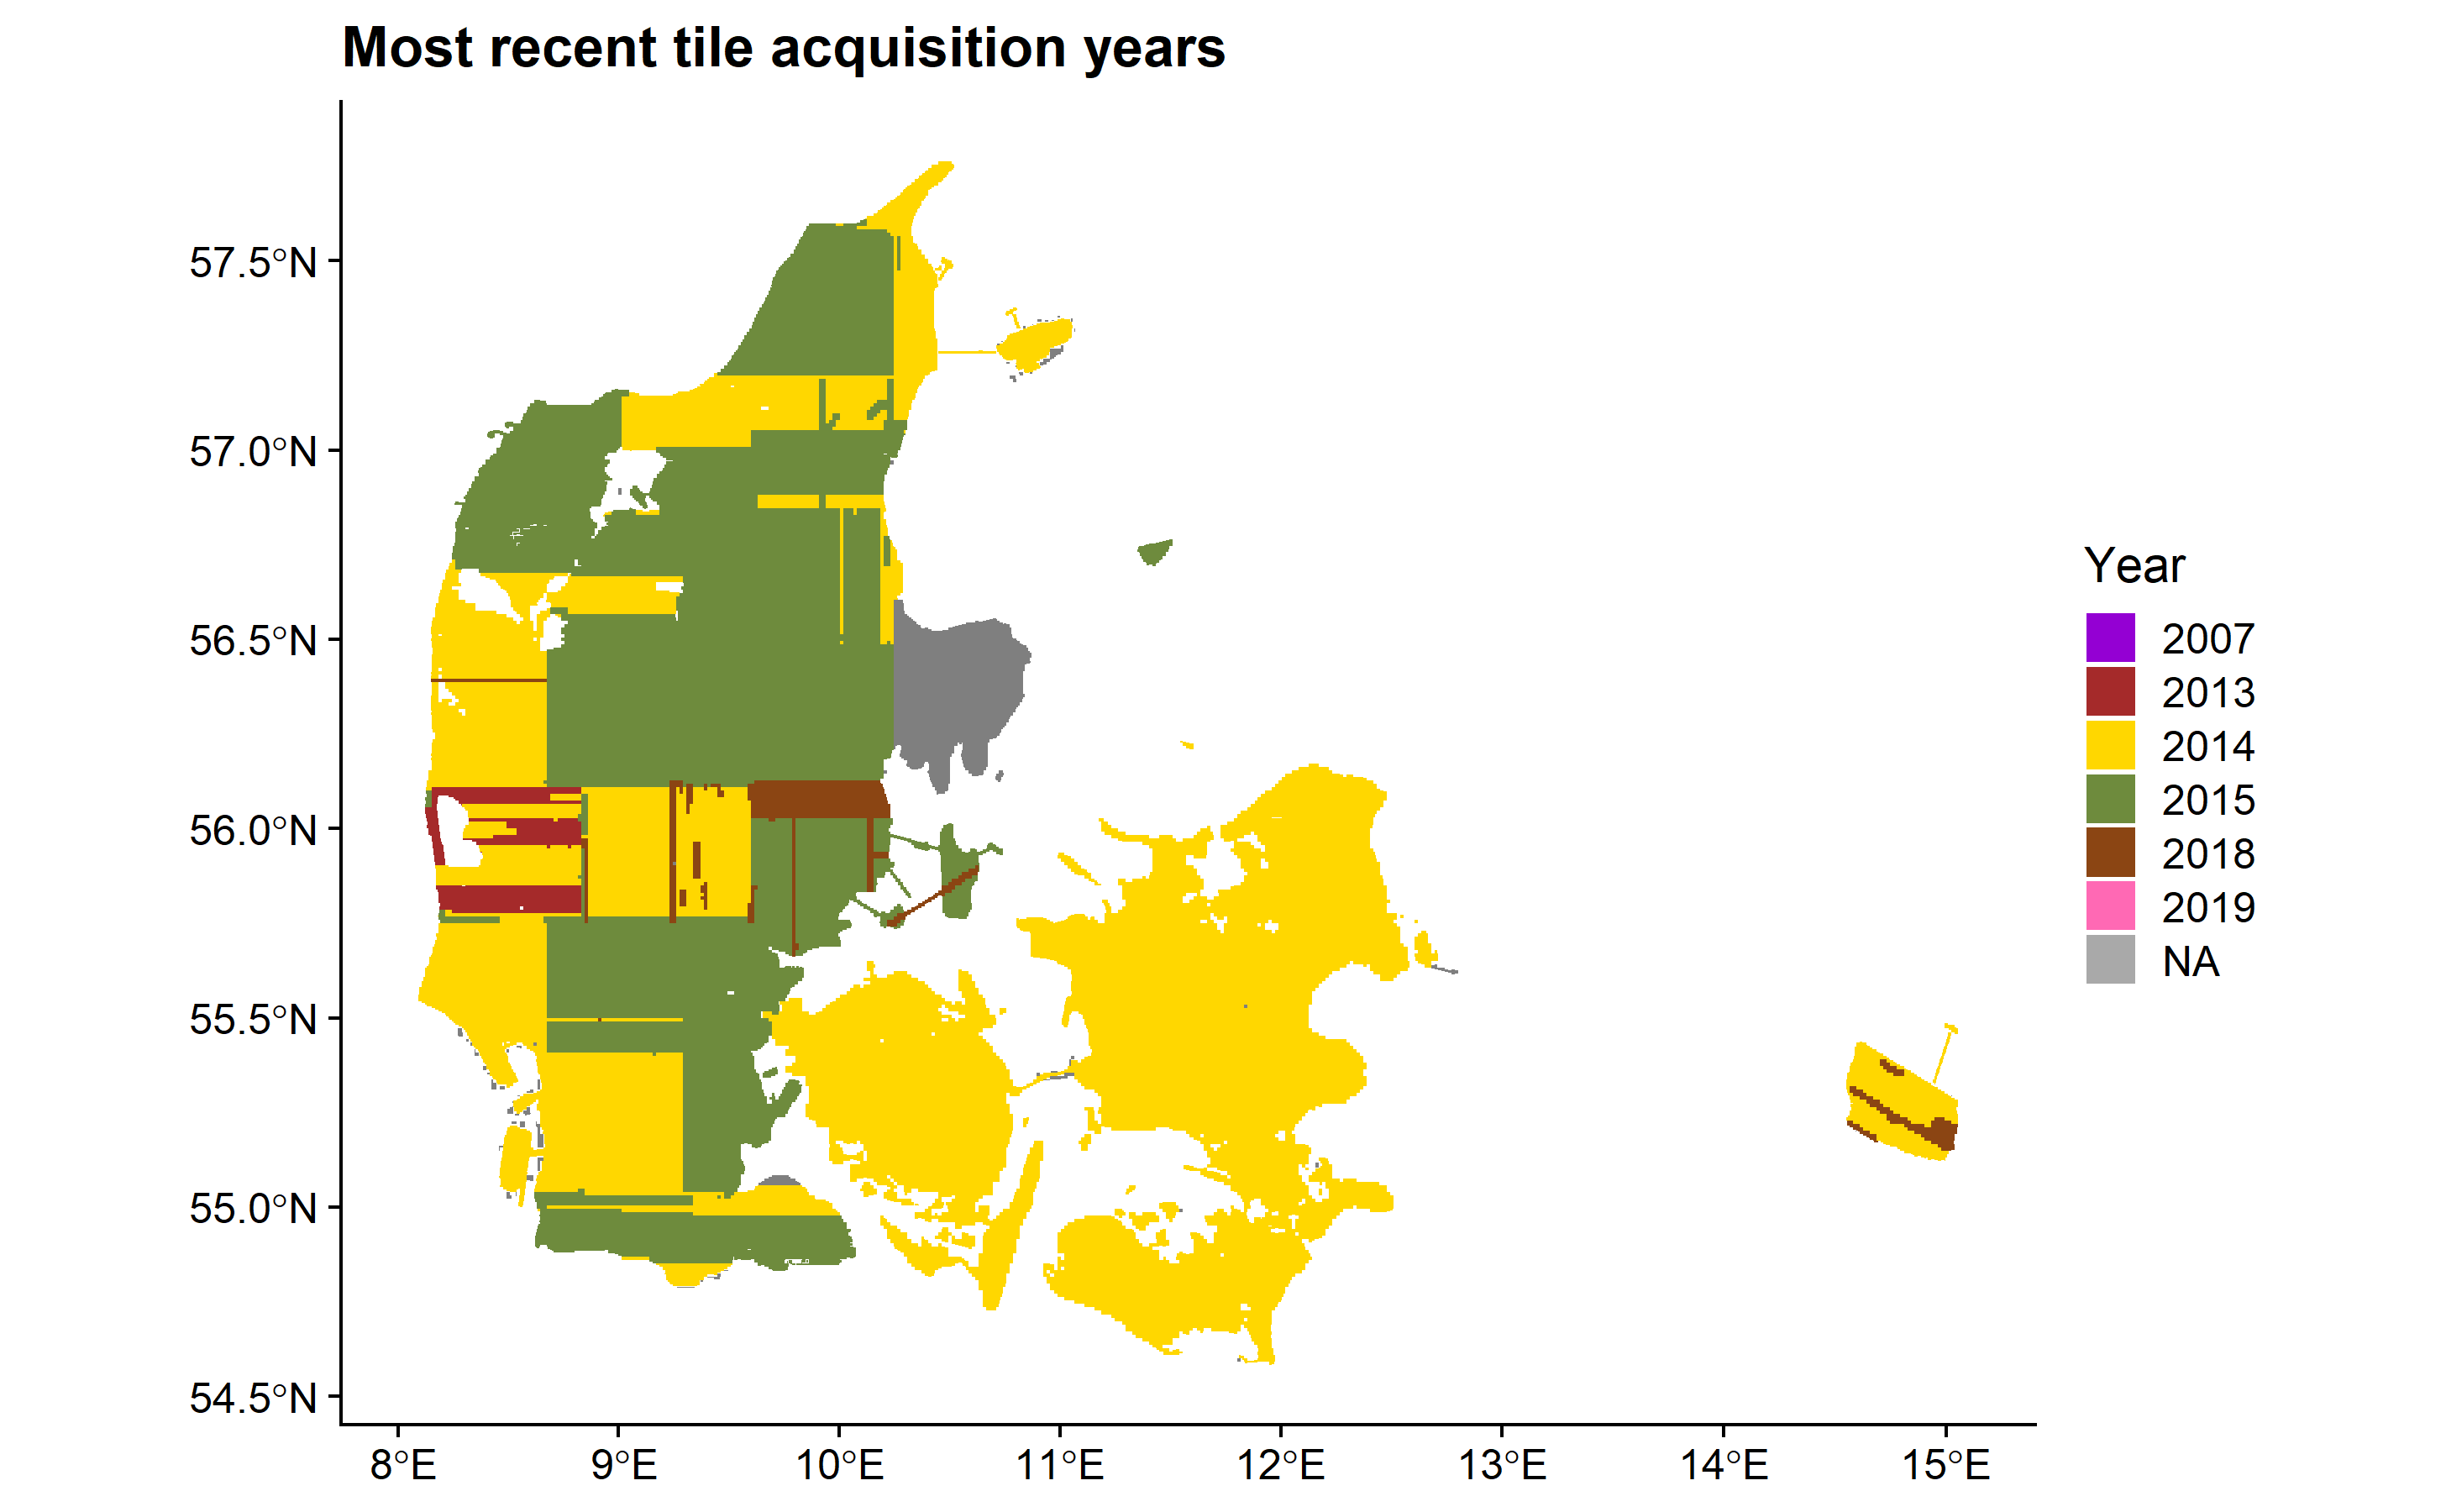 Most recent tile acquisition years
57.5°N
57.0°N
56.5°N
56.0°N
55.5°N
55.0°N
54.5°N
8°E 9°E 10°E 11°E 12°E 13°E 14°E 15°E
Year
2007
2013
2014
2015
2018
2019
NA